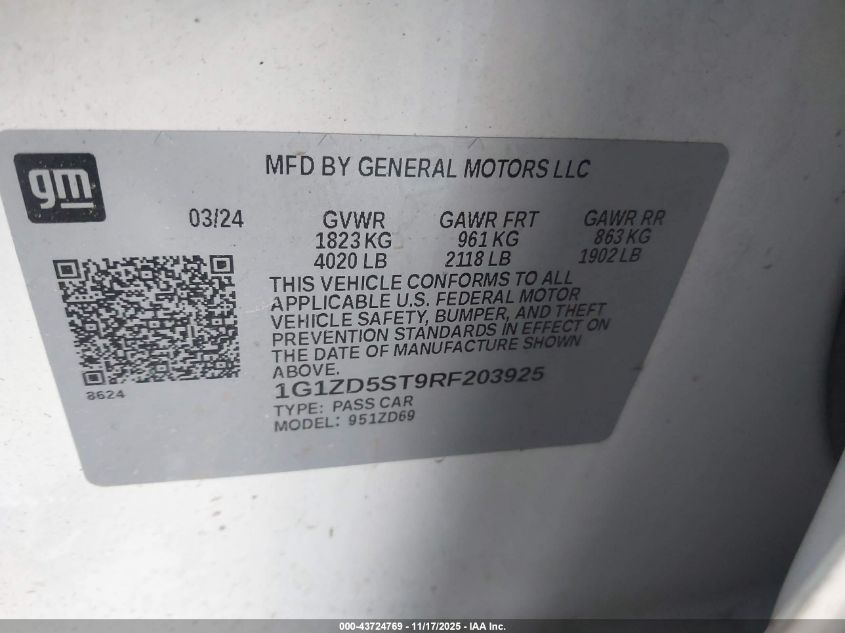 gm
MFD BY GENERAL MOTORS LLC
03/24 GVWR GAWR FRT GAWR RR
1823 KG 961 KG 863 KG
4020 LB 2118 LB 1902 LB
THIS VEHICLE CONFORMS TO ALL
APPLICABLE U.S. FEDERAL MOTOR
VEHICLE SAFETY, BUMPER, AND THEFT
PREVENTION STANDARDS IN EFFECT ON
THE DATE OF MANUFACTURE SHOWN
ABOVE.
1G1ZD5ST9RF203925
8624
TYPE: PASS CAR
MODEL: 951ZD69
000-43724769 - 11/17/2025 - IAA Inc.